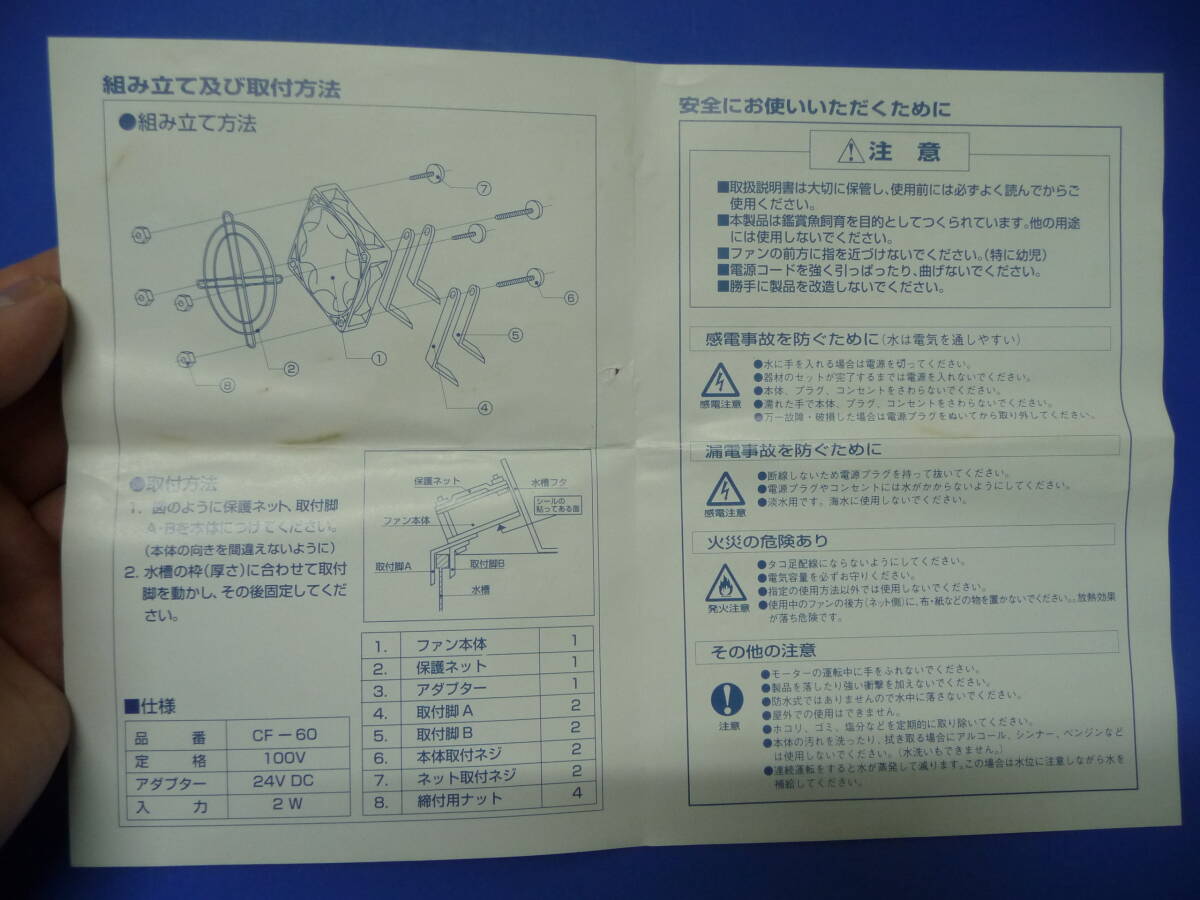 組み立て及び取付方法
●組み立て方法
⑦
⑥
⑤
④
①
②
⑧
●取付方法
1. 図のように保護ネット、取付脚
A・Bを本体につけてください。
(本体の向きを間違えないように)
2. 水槽の枠(厚さ)に合わせて取付
脚を動かし、その後固定してくだ
さい。
保護ネット
水槽フタ
シールの
貼ってある面
ファン本体
取付脚A
取付脚B
水槽
■仕様
品 番 CF-60
定 格 100V
アダプター 24V DC
入 力 2W
1. ファン本体 1
2. 保護ネット 1
3. アダプター 1
4. 取付脚A 2
5. 取付脚B 2
6. 本体取付ネジ 2
7. ネット取付ネジ 2
8. 締付用ナット 4
安全にお使いいただくために
注 意
■取扱説明書は大切に保管し、使用前には必ずよく読んでからご
使用ください。
■本製品は鑑賞魚飼育を目的としてつくられています。他の用途
には使用しないでください。
■ファンの前方に指を近づけないでください。(特に幼児)
■電源コードを強く引っぱったり、曲げないでください。
■勝手に製品を改造しないでください。
感電事故を防ぐために(水は電気を通しやすい)
感電注意
●水に手を入れる場合は電源を切ってください。
●器材のセットが完了するまでは電源を入れないでください。
●本体、プラグ、コンセントをさわらないでください。
●濡れた手で本体、プラグ、コンセントをさわらないでください。
●万一故障・破損した場合は電源プラグをぬいてから取り外してください。
漏電事故を防ぐために
感電注意
●断線しないため電源プラグを持って抜いてください。
●電源プラグやコンセントには水がかからないようにしてください。
●淡水用です。海水に使用しないでください。
火災の危険あり
発火注意
●タコ足配線にならないようにしてください。
●電気容量を必ずお守りください。
●指定の使用方法以外では使用しないでください。
●使用中のファンの後方(ネット側)に、布・紙などの物を置かないでください。放熱効果
が落ち危険です。
その他の注意
注意
●モーターの運転中に手をふれないでください。
●製品を落したり強い衝撃を加えないでください。
●防水式ではありませんので水中に落さないでください。
●屋外での使用はできません。
●ホコリ、ゴミ、塩分などを定期的に取り除いてください。
●本体の汚れを洗ったり、拭き取る場合にアルコール、シンナー、ベンジンなど
は使用しないでください。(水洗いもできません。)
●連続運転をすると水が蒸発して減ります。この場合は水位に注意しながら水を
補給してください。